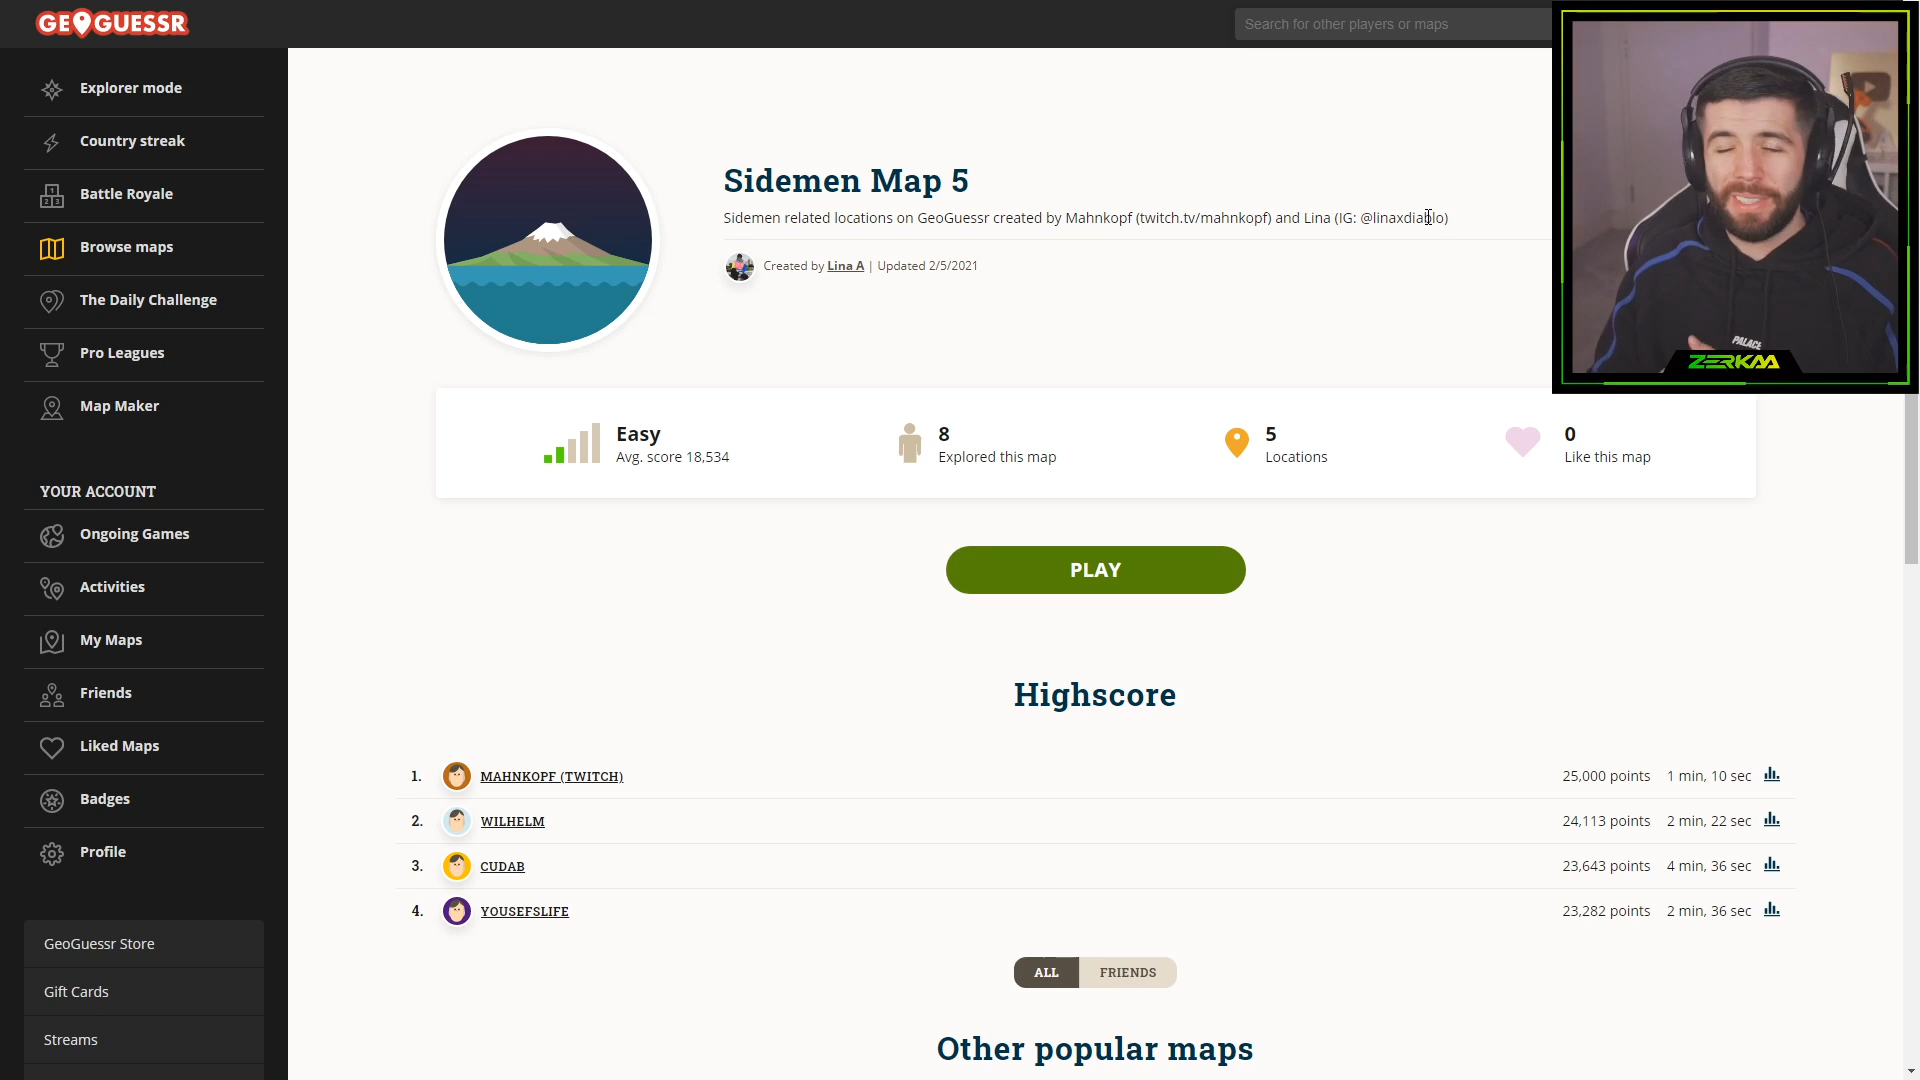 GEOGUESSR
Search for other players or maps
Explorer mode
Country streak
Battle Royale
Browse maps
The Daily Challenge
Pro Leagues
Map Maker
YOUR ACCOUNT
Ongoing Games
Activities
My Maps
Friends
Liked Maps
Badges
Profile
GeoGuessr Store
Gift Cards
Streams
Sidemen Map 5
Sidemen related locations on GeoGuessr created by Mahnkopf (twitch.tv/mahnkopf) and Lina (IG: @linaxdiablo)
Created by Lina A | Updated 2/5/2021
PALACE
ZERKAA
Easy
Avg. score 18,534
8
Explored this map
5
Locations
0
Like this map
PLAY
Highscore
1. MAHNKOPF (TWITCH) 25,000 points 1 min, 10 sec
2. WILHELM 24,113 points 2 min, 22 sec
3. CUDAB 23,643 points 4 min, 36 sec
4. YOUSEFSLIFE 23,282 points 2 min, 36 sec
ALL FRIENDS
Other popular maps